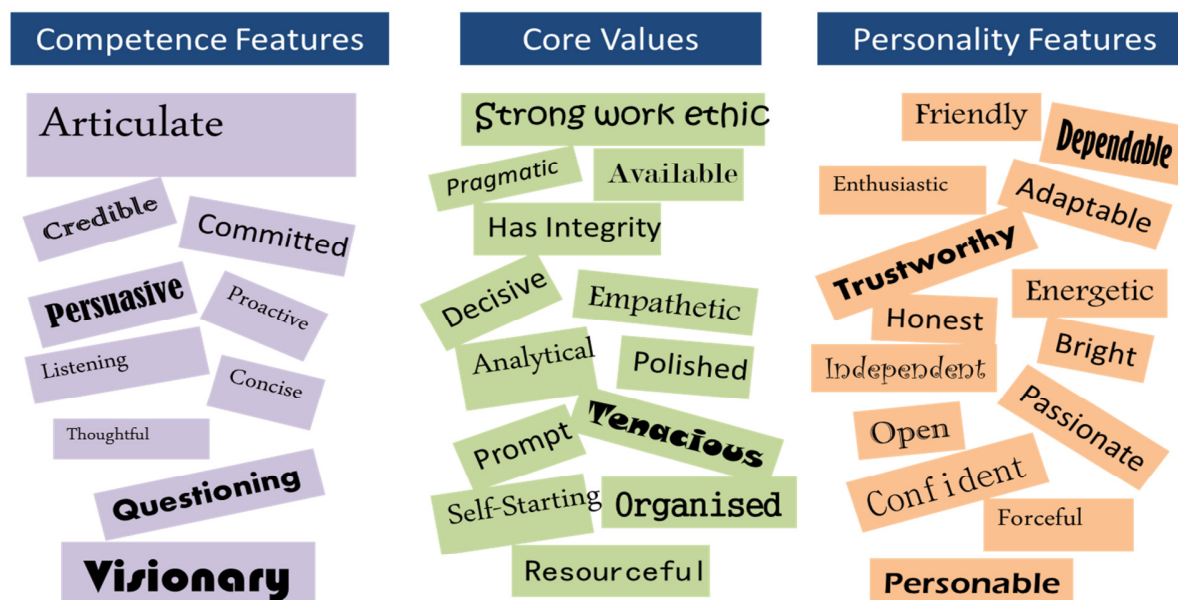 Competence Features
Articulate
Credible
Committed
Persuasive
Proactive
Listening
Concise
Thoughtful
Questioning
Visionary
Core Values
Strong work ethic
Pragmatic
Available
Has Integrity
Decisive
Empathetic
Analytical
Polished
Tenacious
Prompt
Self-Starting
Organised
Resourceful
Personality Features
Friendly
Dependable
Enthusiastic
Adaptable
Trustworthy
Energetic
Honest
Bright
Independent
Passionate
Open
Confident
Forceful
Personable